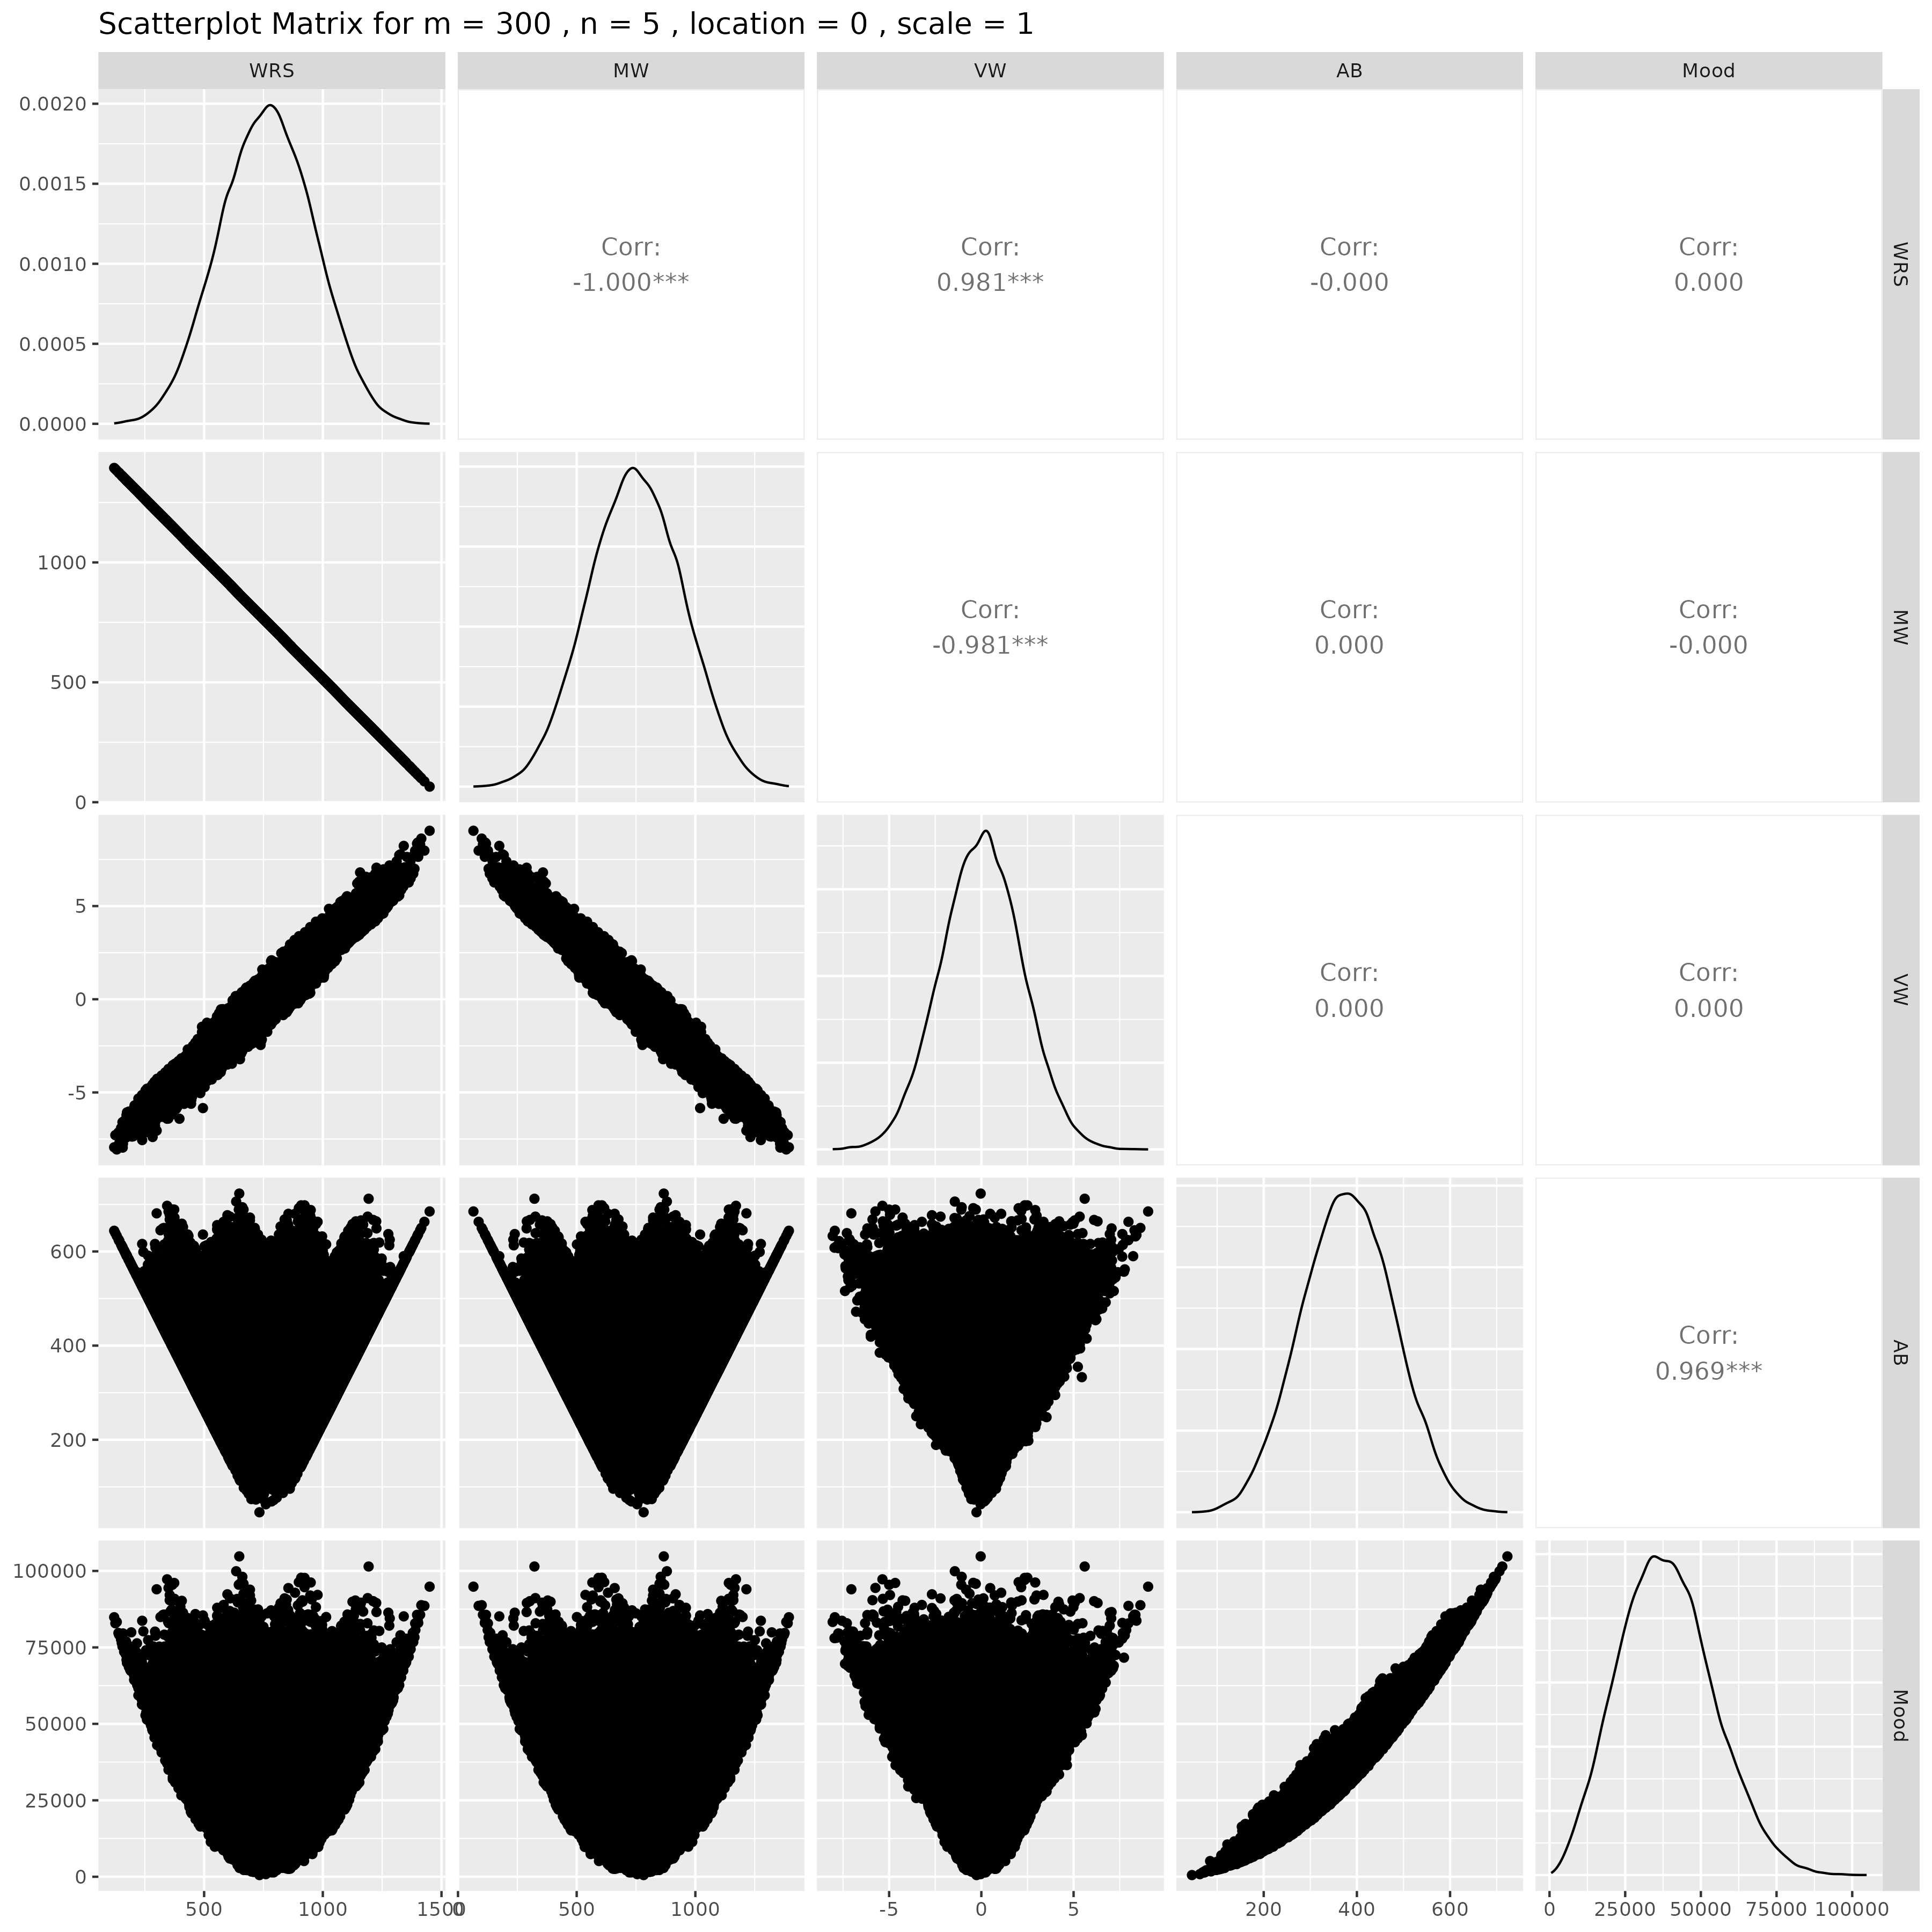 Scatterplot Matrix for m = 300 , n = 5 , location = 0 , scale = 1
WRS MW VW AB Mood
0.0020
0.0015
0.0010
0.0005
0.0000
Corr:
-1.000***
Corr:
0.981***
Corr:
-0.000
Corr:
0.000
WRS
1000
500
0
Corr:
-0.981***
Corr:
0.000
Corr:
-0.000
MW
5
0
-5
Corr:
0.000
Corr:
0.000
VW
600
400
200
Corr:
0.969***
AB
100000
75000
50000
25000
0
Mood
500 1000 1500 0 500 1000 -5 0 5 200 400 600 0 25000 50000 75000 100000